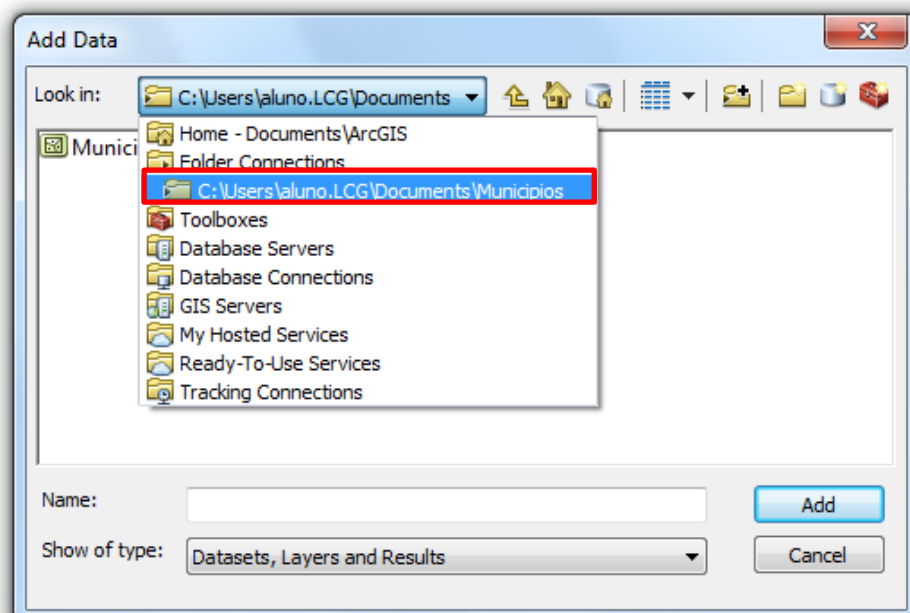 Add Data
Look in: C:\Users\aluno.LCG\Documents
Munici
Home - Documents\ArcGIS
Folder Connections
C:\Users\aluno.LCG\Documents\Municipios
Toolboxes
Database Servers
Database Connections
GIS Servers
My Hosted Services
Ready-To-Use Services
Tracking Connections
Name:
Add
Show of type: Datasets, Layers and Results
Cancel